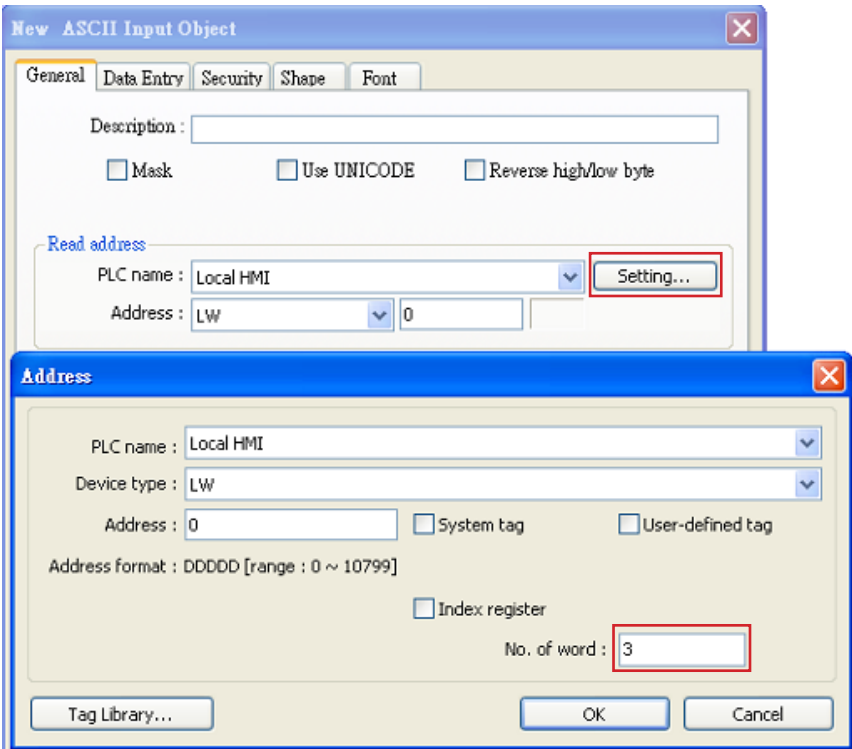 New ASCII Input Object
General Data Entry Security Shape Font
Description :
Mask Use UNICODE Reverse high/low byte
Read address
PLC name : Local HMI Setting...
Address : LW 0
Address
PLC name : Local HMI
Device type : LW
Address : 0 System tag User-defined tag
Address format : DDDDD [range : 0 ~ 10799]
Index register
No. of word : 3
Tag Library... OK Cancel